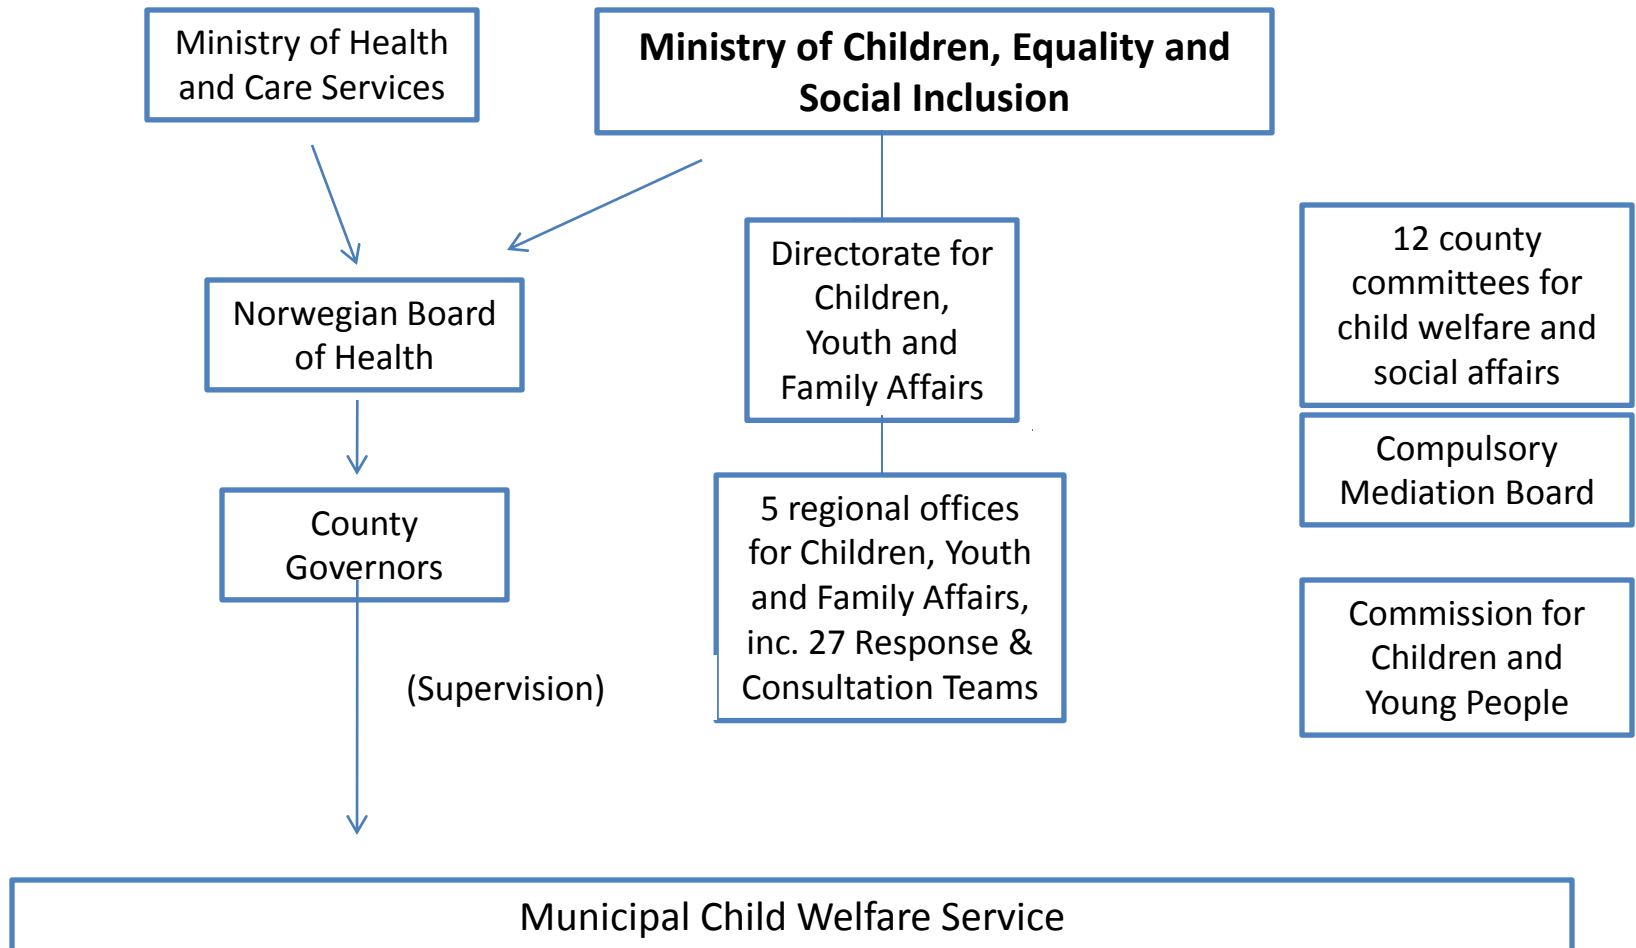 Ministry of Health
and Care Services
Ministry of Children, Equality and
Social Inclusion
Norwegian Board
of Health
Directorate for
Children,
Youth and
Family Affairs
12 county
committees for
child welfare and
social affairs
Compulsory
Mediation Board
County
Governors
5 regional offices
for Children, Youth
and Family Affairs,
inc. 27 Response &
Consultation Teams
Commission for
Children and
Young People
(Supervision)
Municipal Child Welfare Service